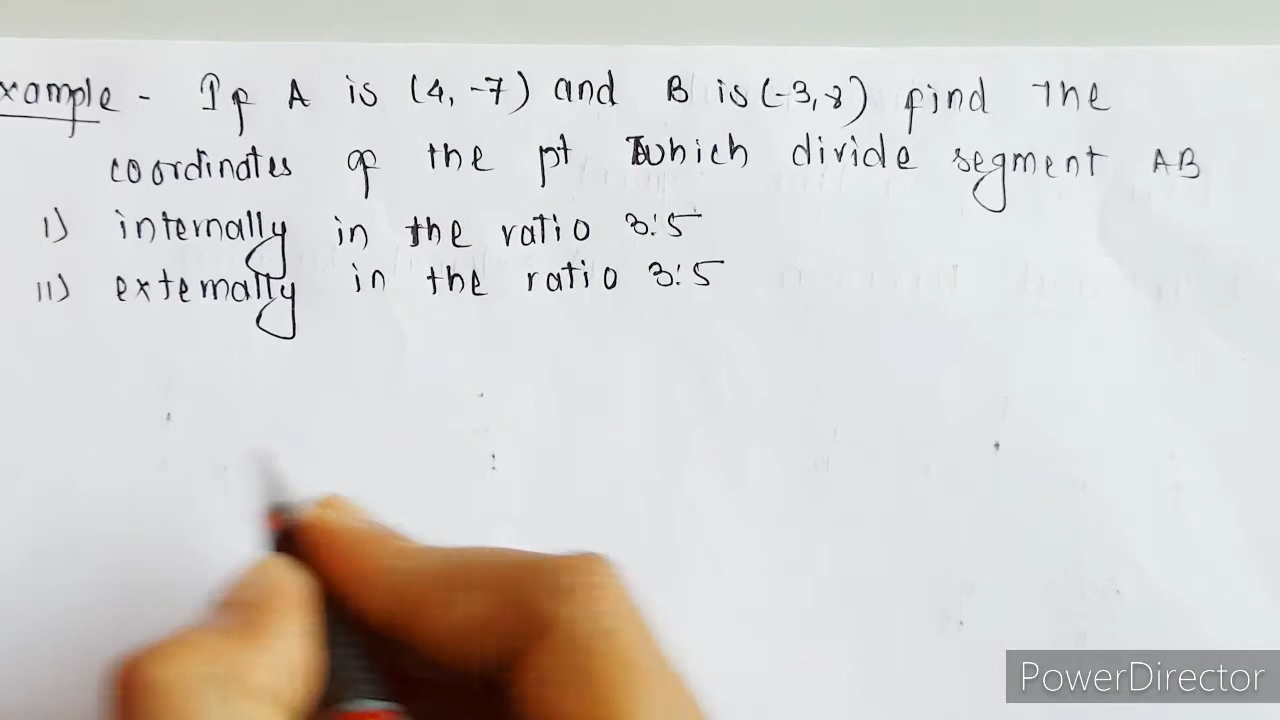 xample - If A is (4, -7) and B is (-3, 8) find the
coordinates of the pt which divide segment AB
i) internally in the ratio 3:5
ii) externally in the ratio 3:5
PowerDirector